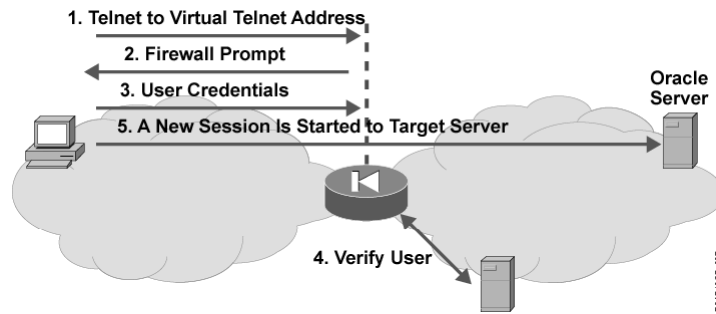 1. Telnet to Virtual Telnet Address
2. Firewall Prompt
3. User Credentials
Oracle
Server
5. A New Session Is Started to Target Server
4. Verify User